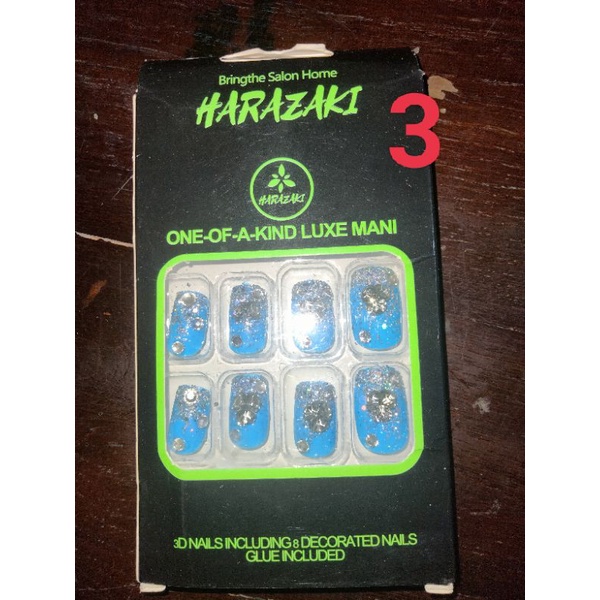 Bringthe Salon Home
HARAZAKI
3
HARAZAKI
ONE-OF-A-KIND LUXE MANI
3D NAILS INCLUDING 8 DECORATED NAILS
GLUE INCLUDED